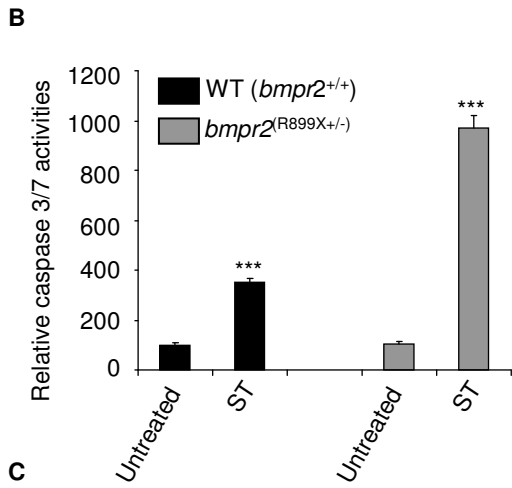 B
Relative caspase 3/7 activities
1200
1000
800
600
400
200
0
WT (bmpr2+/+)
bmpr2(R899X+/-)
***
***
Untreated
ST
Untreated
ST
C